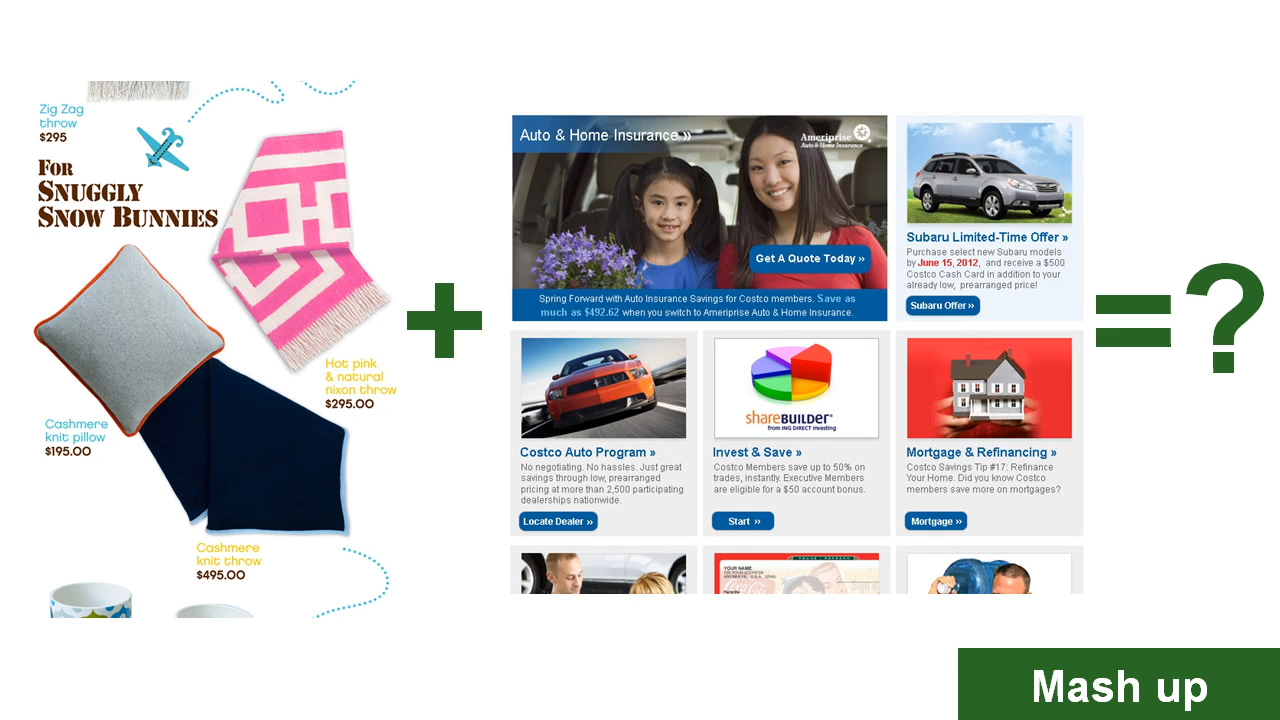 Zig Zag
throw
$295
FOR
SNUGGLY
SNOW BUNNIES
Hot pink
& natural
nixon throw
$295.00
Cashmere
knit pillow
$195.00
Cashmere
knit throw
$495.00
+
Auto & Home Insurance »
Ameriprise
Auto & Home Insurance
Get A Quote Today ››
Spring Forward with Auto Insurance Savings for Costco members. Save as
much as $492.62 when you switch to Ameriprise Auto & Home Insurance.
Subaru Limited-Time Offer »
Purchase select new Subaru models
by June 15, 2012, and receive a $500
Costco Cash Card in addition to your
already low, prearranged price!
Subaru Offer ››
Costco Auto Program »
No negotiating. No hassles. Just great
savings through low, prearranged
pricing at more than 2,500 participating
dealerships nationwide.
Locate Dealer ››
shareBUILDER®
from ING DIRECT Investing
Invest & Save »
Costco Members save up to 50% on
trades, instantly. Executive Members
are eligible for a $50 account bonus.
Start ››
Mortgage & Refinancing »
Costco Savings Tip #17: Refinance
Your Home. Did you know Costco
members save more on mortgages?
Mortgage ››
YOUR NAME
=?
Mash up